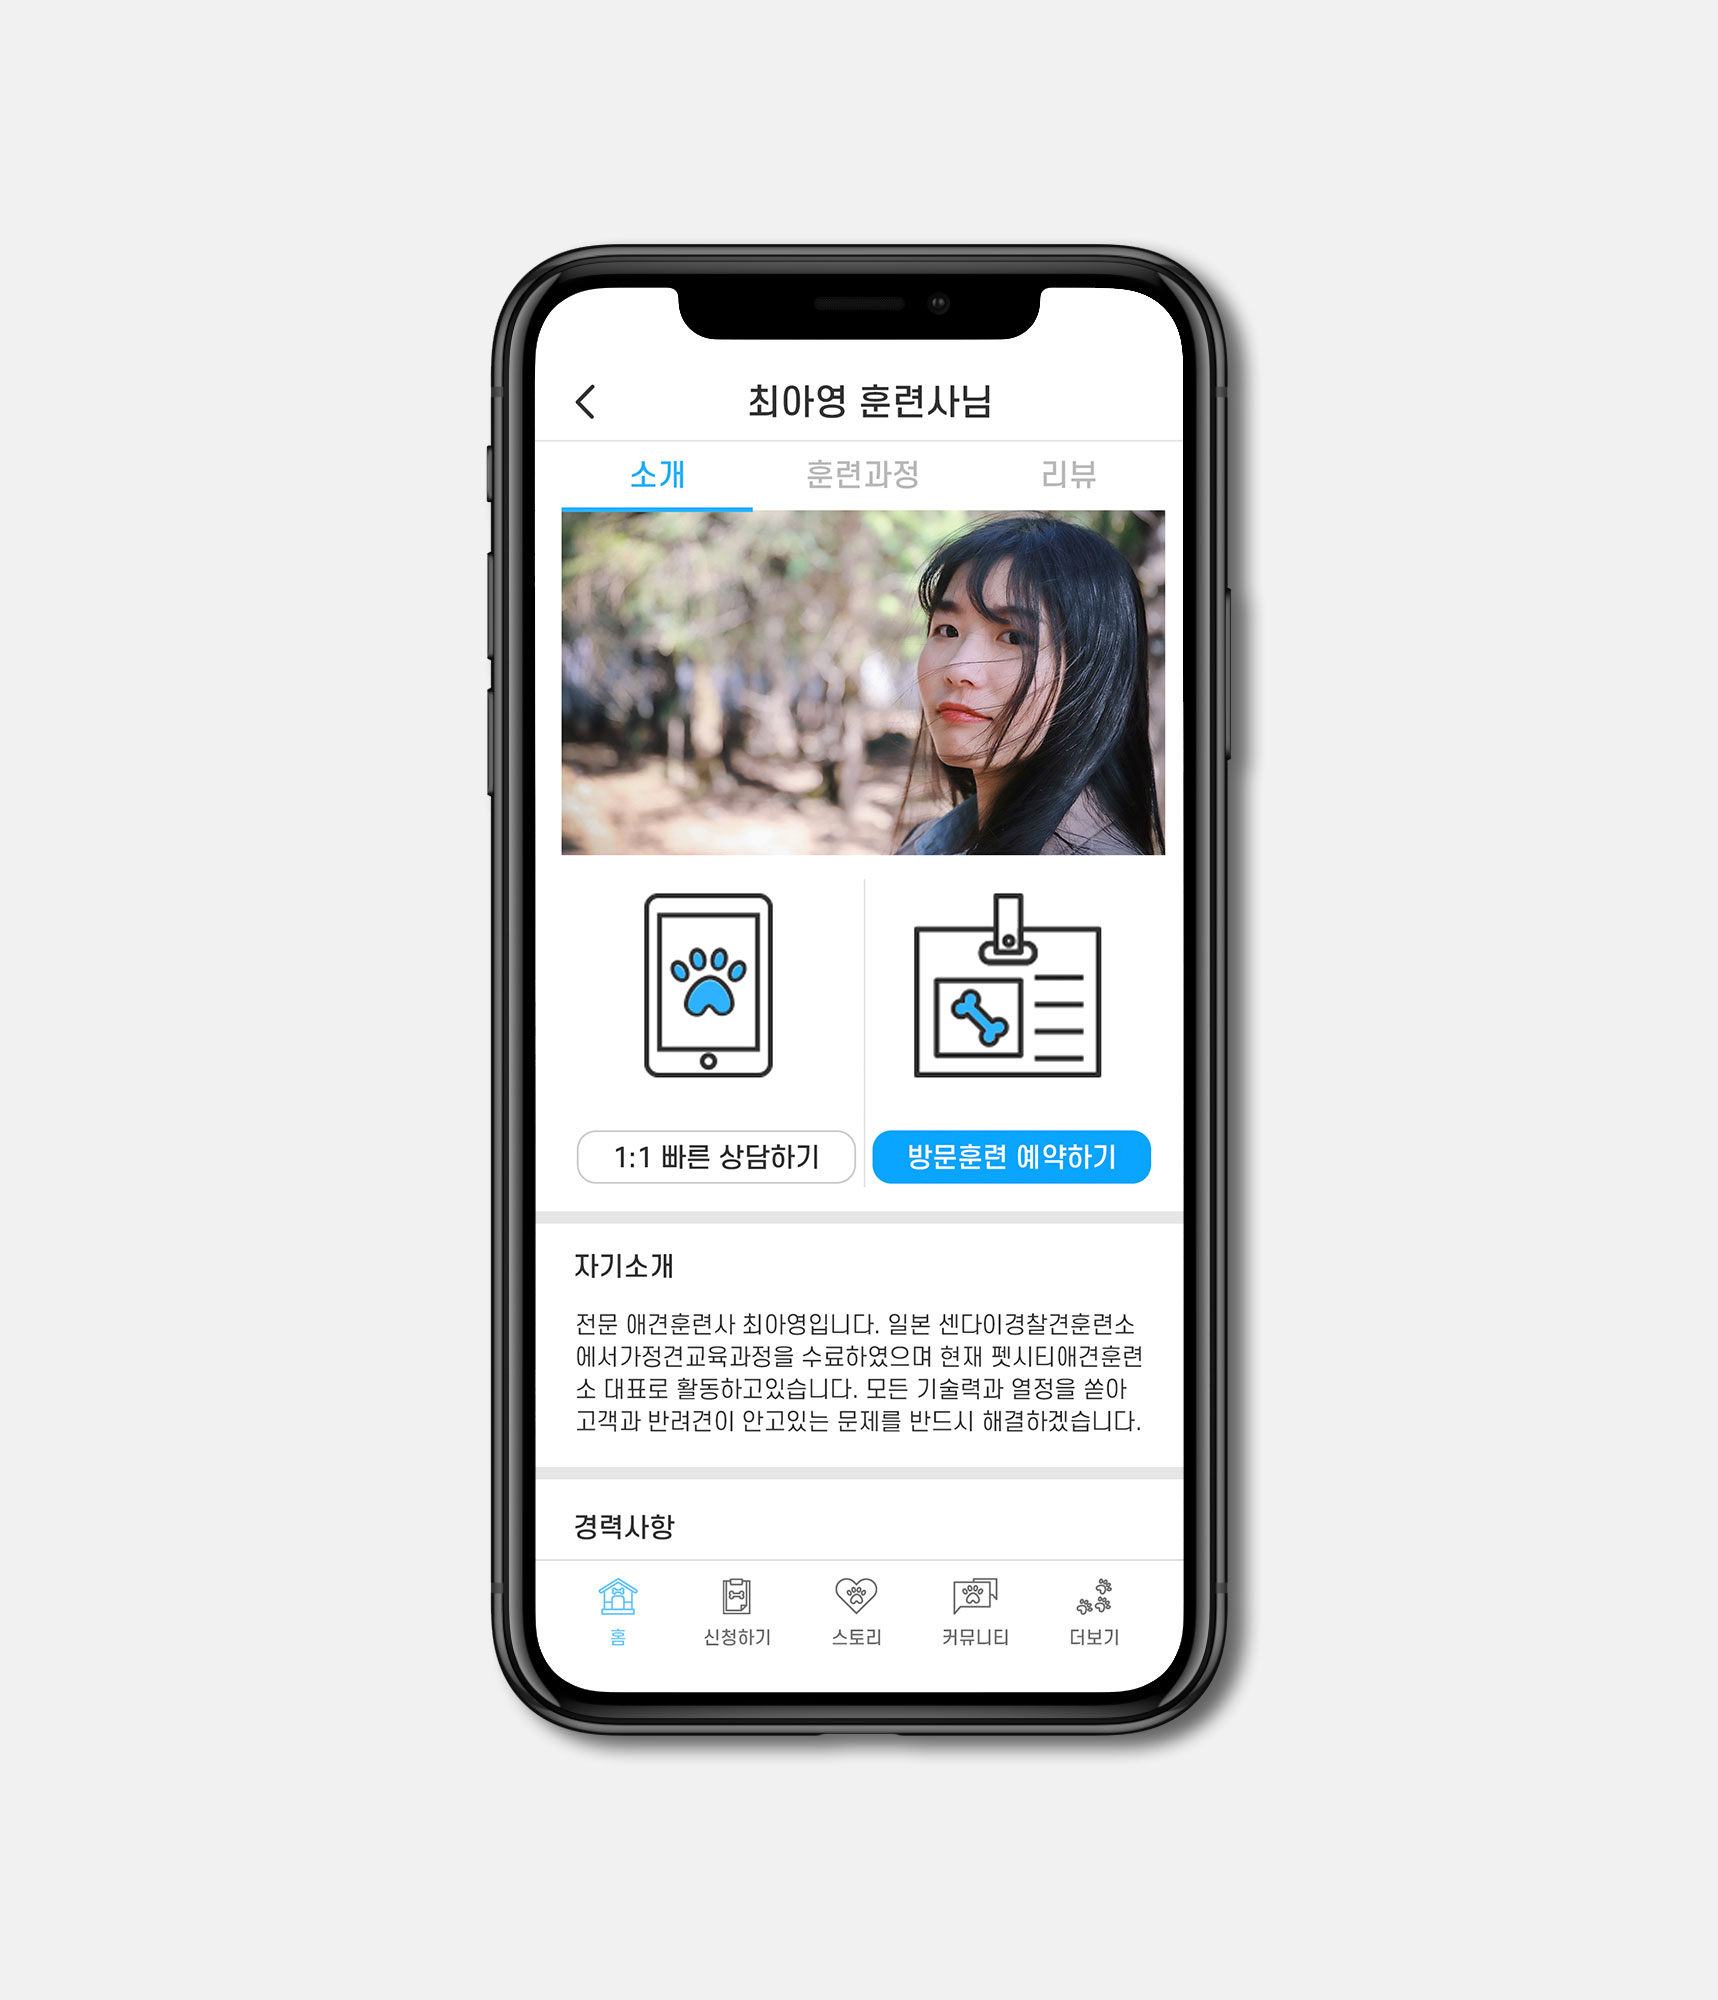 최아영 훈련사님
소개 훈련과정 리뷰
1:1 빠른 상담하기 방문훈련 예약하기
자기소개
전문 애견훈련사 최아영입니다. 일본 센다이경찰견훈련소
에서가정견교육과정을 수료하였으며 현재 펫시티애견훈련
소 대표로 활동하고있습니다. 모든 기술력과 열정을 쏟아
고객과 반려견이 안고있는 문제를 반드시 해결하겠습니다.
경력사항
홈 신청하기 스토리 커뮤니티 더보기